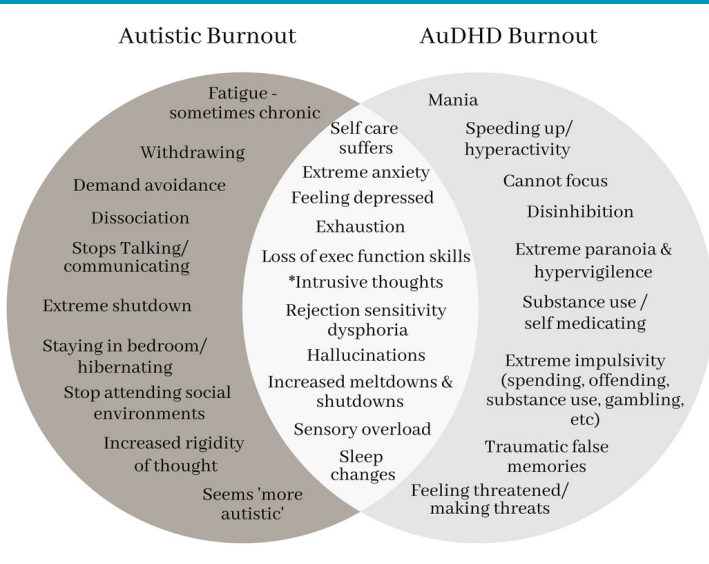 Autistic Burnout
AuDHD Burnout
Fatigue -
sometimes chronic
Withdrawing
Demand avoidance
Dissociation
Stops Talking/
communicating
Extreme shutdown
Staying in bedroom/
hibernating
Stop attending social
environments
Increased rigidity
of thought
Seems 'more
autistic'
Self care
suffers
Extreme anxiety
Feeling depressed
Exhaustion
Loss of exec function skills
*Intrusive thoughts
Rejection sensitivity
dysphoria
Hallucinations
Increased meltdowns &
shutdowns
Sensory overload
Sleep
changes
Mania
Speeding up/
hyperactivity
Cannot focus
Disinhibition
Extreme paranoia &
hypervigilence
Substance use /
self medicating
Extreme impulsivity
(spending, offending,
substance use, gambling,
etc)
Traumatic false
memories
Feeling threatened/
making threats